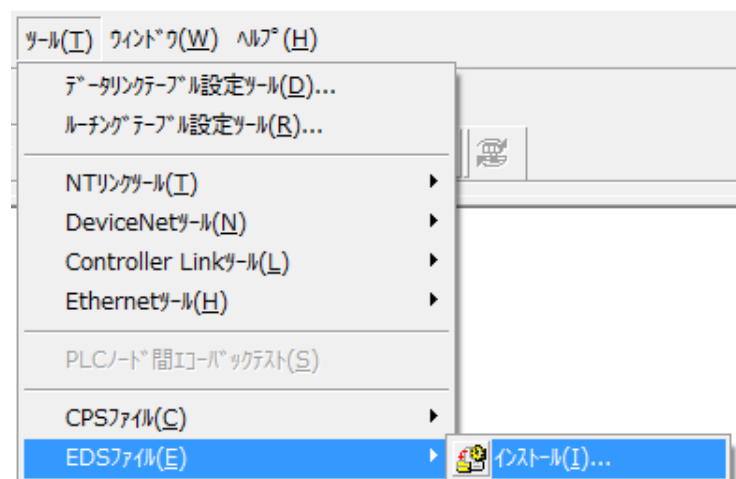 ﾂｰﾙ(T) ｳｨﾝﾄﾞｳ(W) ﾍﾙﾌﾟ(H)
ﾃﾞｰﾀﾘﾝｸﾃｰﾌﾞﾙ設定ﾂｰﾙ(D)...
ﾙｰﾁﾝｸﾞﾃｰﾌﾞﾙ設定ﾂｰﾙ(R)...
NTﾘﾝｸﾂｰﾙ(T)
DeviceNetﾂｰﾙ(N)
Controller Linkﾂｰﾙ(L)
Ethernetﾂｰﾙ(H)
PLCﾉｰﾄﾞ間ｴｺｰﾊﾞｯｸﾃｽﾄ(S)
CPSﾌｧｲﾙ(C)
EDSﾌｧｲﾙ(E) ｲﾝｽﾄｰﾙ(I)...